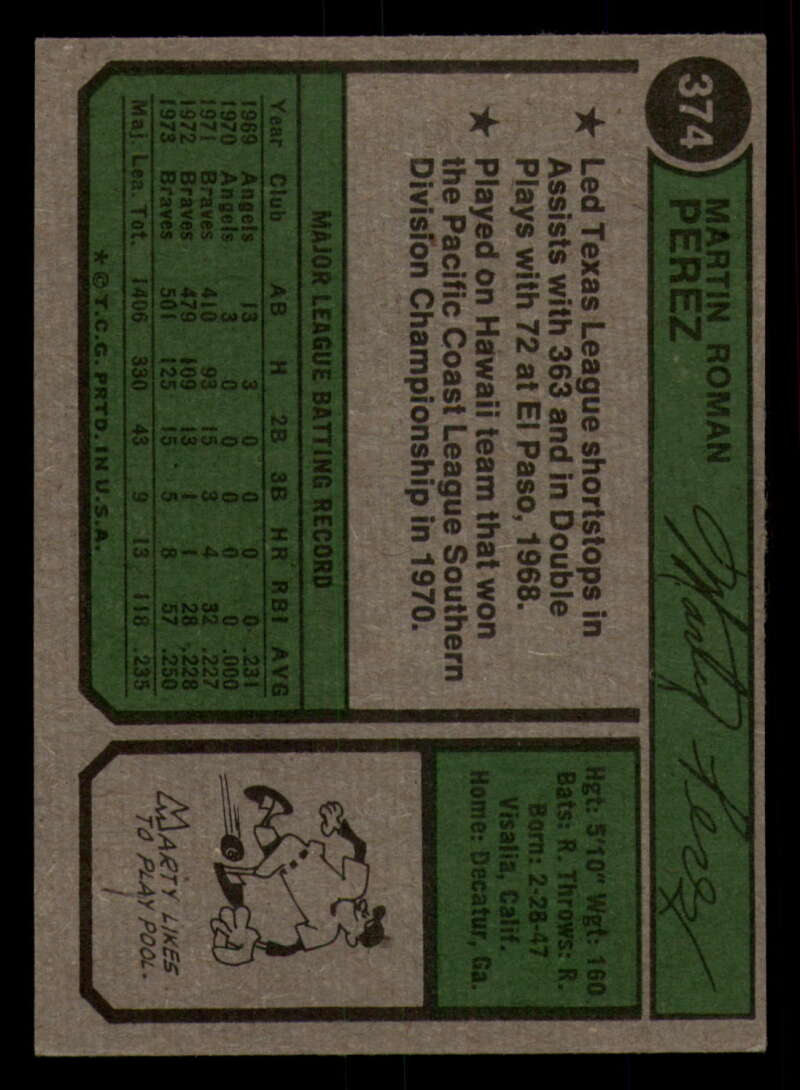 374
MARTIN ROMAN
PEREZ
Marty Perez
★ Led Texas League shortstops in
Assists with 363 and in Double
Plays with 72 at El Paso, 1968.
★ Played on Hawaii team that won
the Pacific Coast League Southern
Division Championship in 1970.
MAJOR LEAGUE BATTING RECORD
Year Club AB H 2B 3B HR RBI AVG
1969 Angels 13 3 0 0 0 0 .231
1970 Angels 3 0 0 0 0 0 .000
1971 Braves 410 93 15 3 4 32 .227
1972 Braves 479 109 13 1 1 28 .228
1973 Braves 501 125 15 5 8 57 .250
Maj. Lea. Tot. 1406 330 43 9 13 118 .235
* © T.C.G. PRTD. IN U.S.A.
Hgt: 5'10" Wgt: 160
Bats: R. Throws: R.
Born: 2-28-47
Visalia, Calif.
Home: Decatur, Ga.
8
MARTY LIKES
TO PLAY POOL.